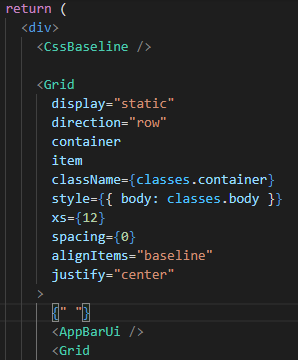 return (
<div>
<CssBaseline />
<Grid
display="static"
direction="row"
container
item
className={classes.container}
style={{ body: classes.body }}
xs={12}
spacing={0}
alignItems="baseline"
justify="center"
>
{" "}
<AppBarUi />
<Grid